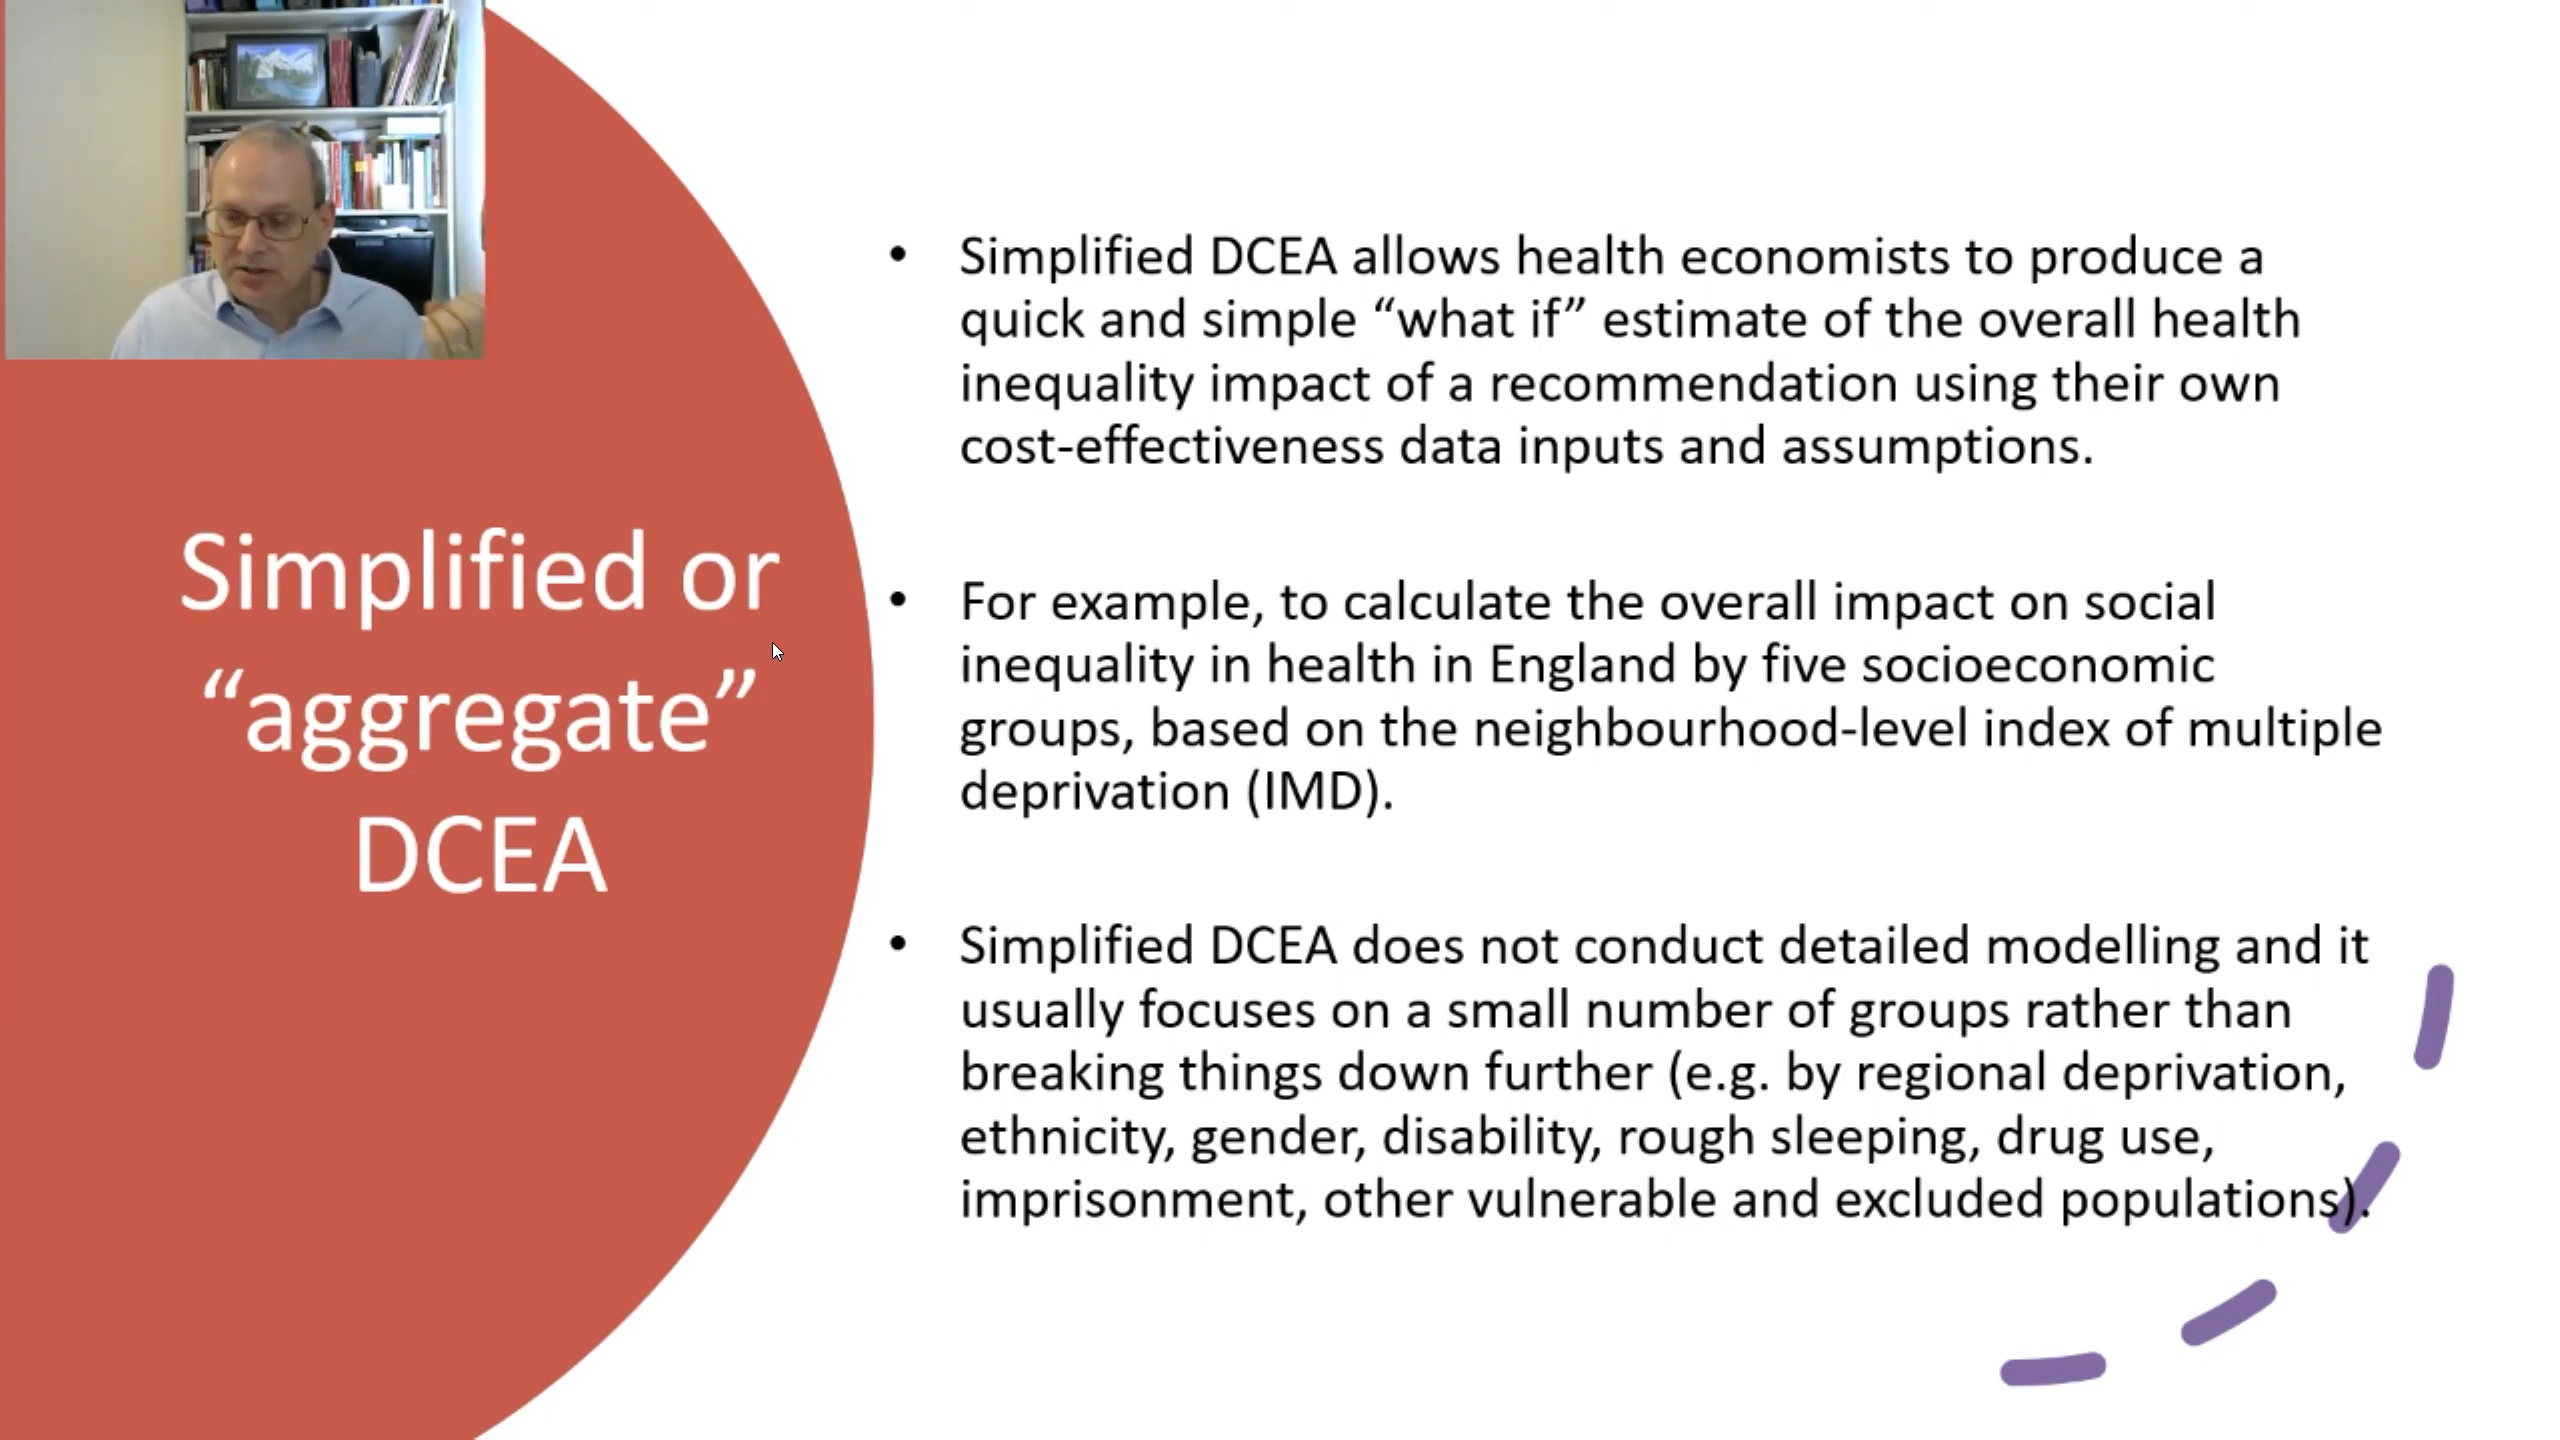 Simplified or
“aggregate”
DCEA
• Simplified DCEA allows health economists to produce a
quick and simple “what if” estimate of the overall health
inequality impact of a recommendation using their own
cost-effectiveness data inputs and assumptions.
• For example, to calculate the overall impact on social
inequality in health in England by five socioeconomic
groups, based on the neighbourhood-level index of multiple
deprivation (IMD).
• Simplified DCEA does not conduct detailed modelling and it
usually focuses on a small number of groups rather than
breaking things down further (e.g. by regional deprivation,
ethnicity, gender, disability, rough sleeping, drug use,
imprisonment, other vulnerable and excluded populations).